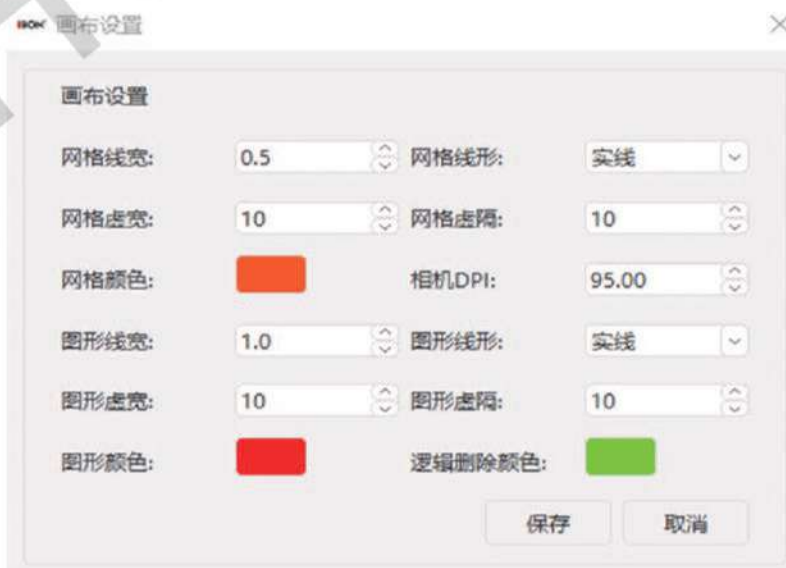 画布设置
画布设置
网格线宽: 0.5 网格线形: 实线
网格虚宽: 10 网格虚隔: 10
网格颜色: 相机DPI: 95.00
图形线宽: 1.0 图形线形: 实线
图形虚宽: 10 图形虚隔: 10
图形颜色: 逻辑删除颜色:
保存 取消